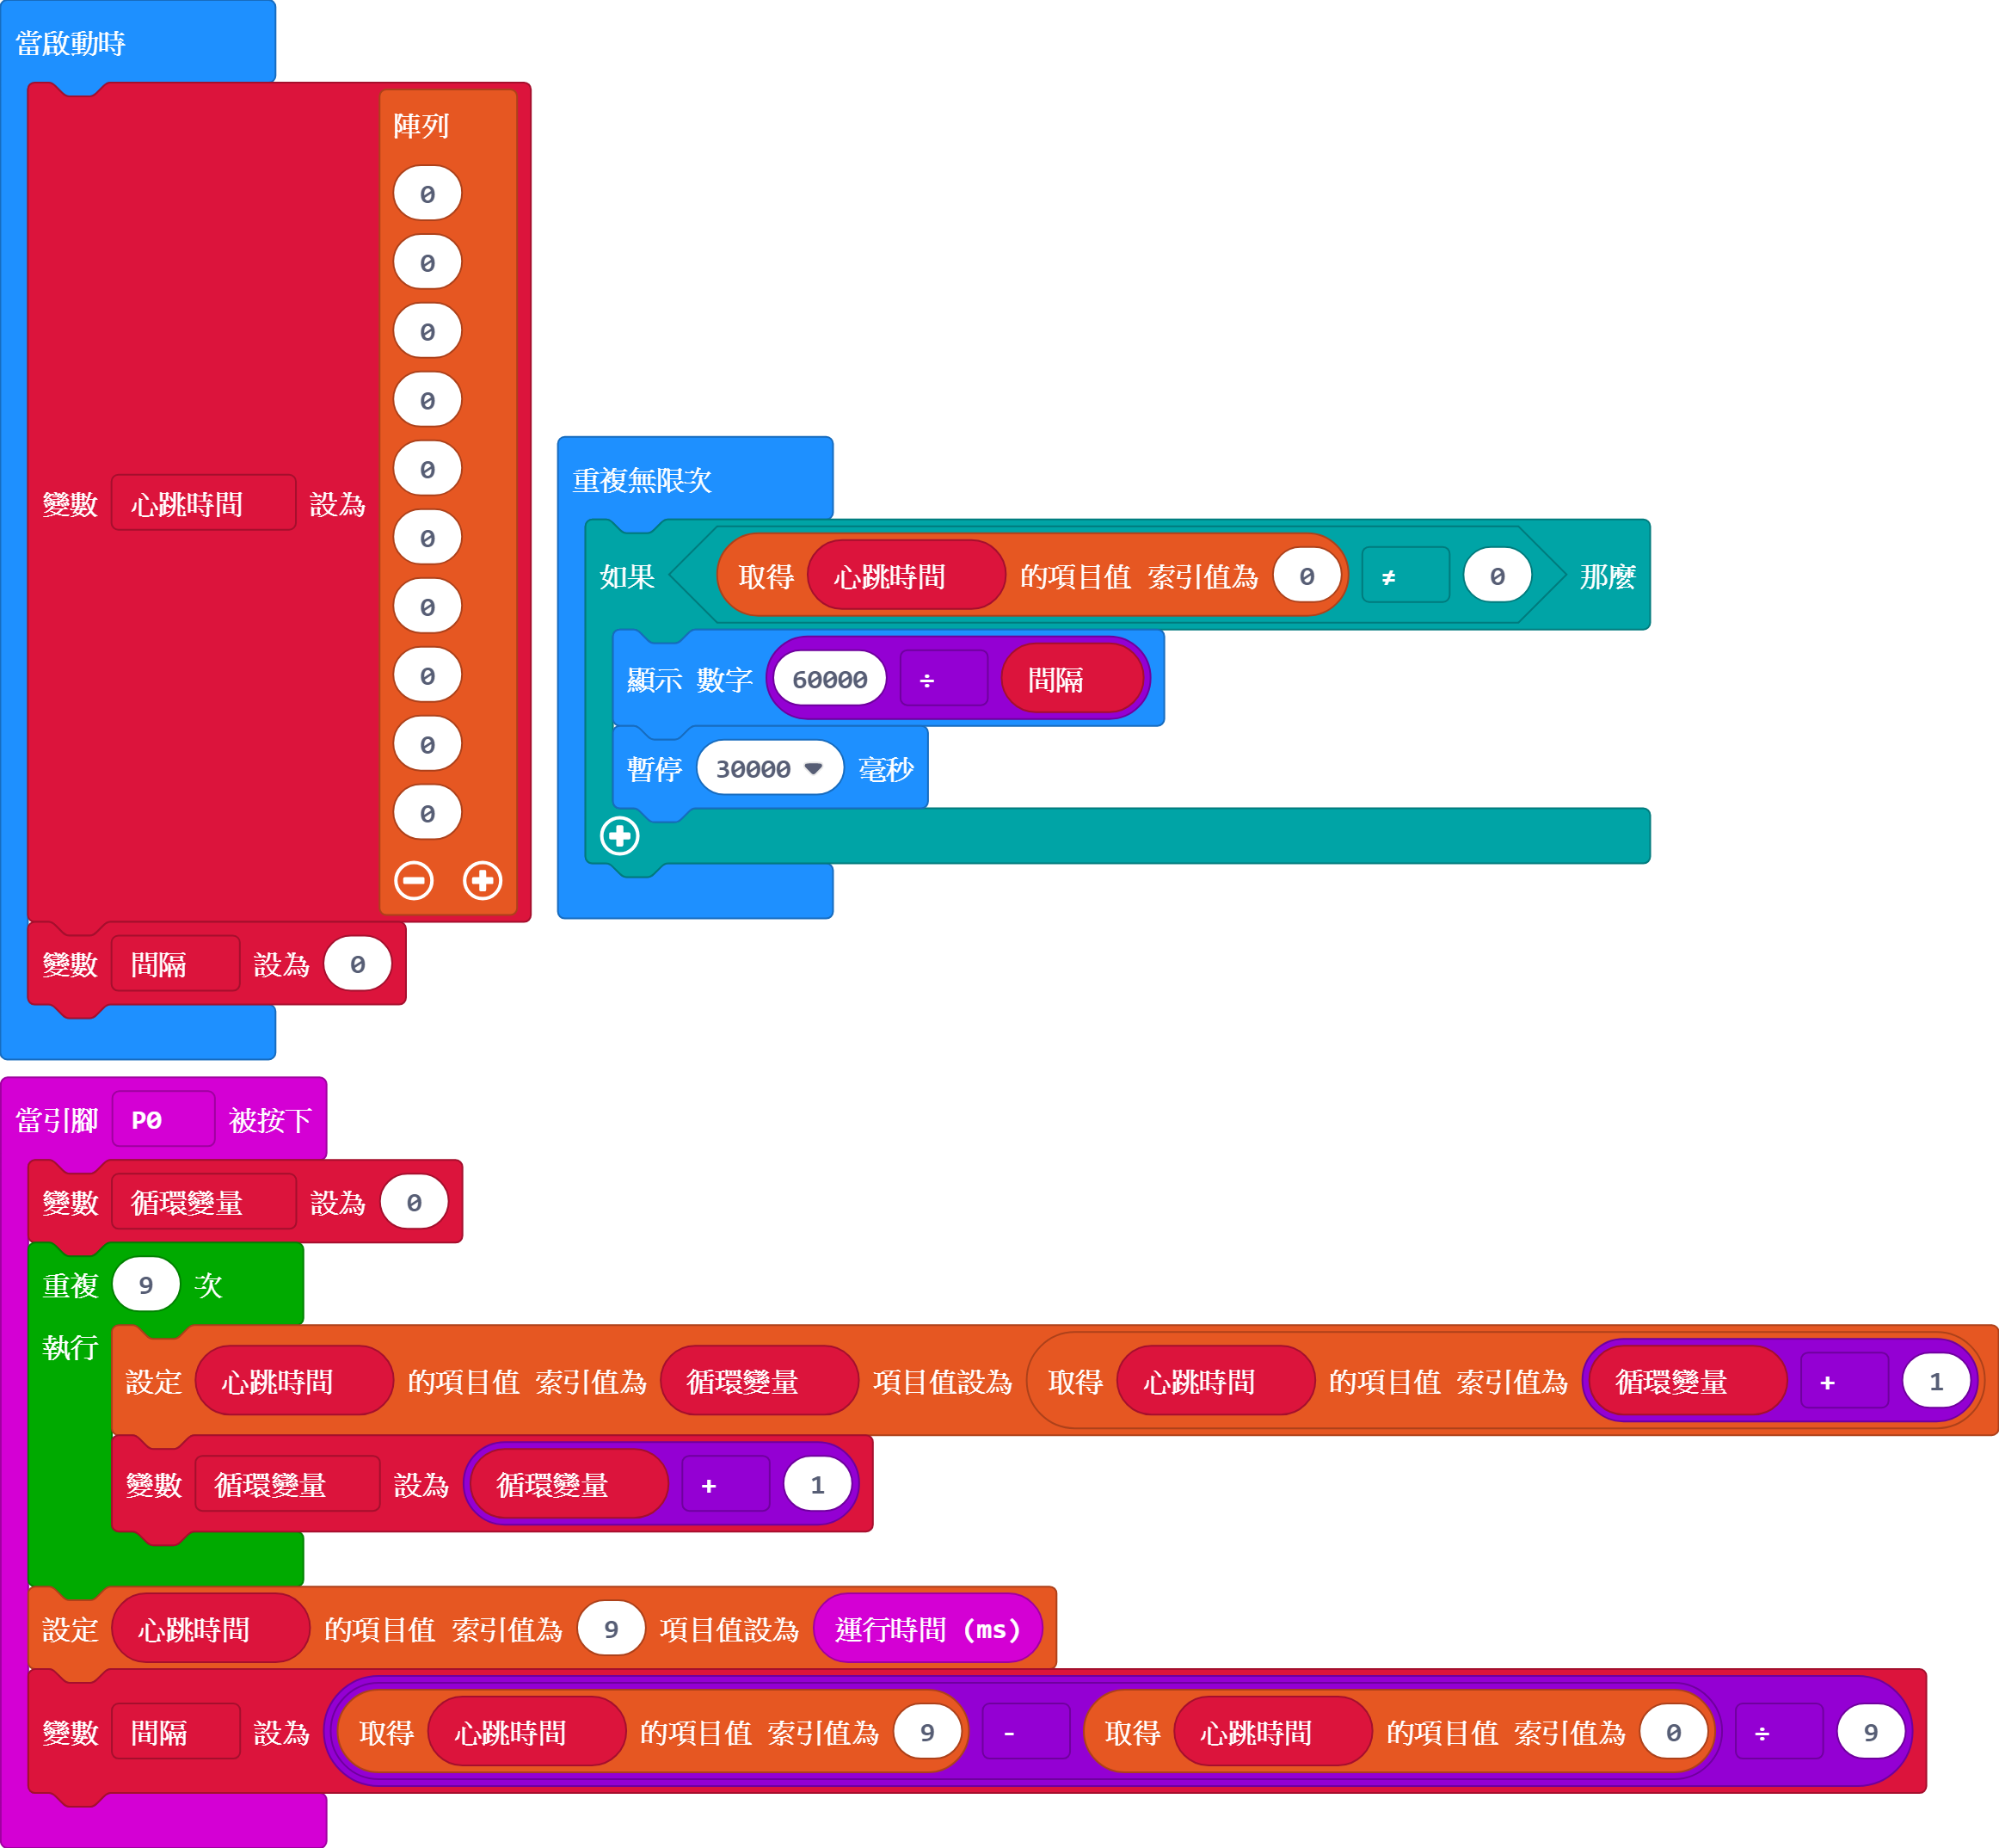 當啟動時
陣列
0
0
0
0
0
0
0
0
0
0
變數 心跳時間 設為
變數 間隔 設為 0
重複無限次
如果 取得 心跳時間 的項目值 索引值為 0 ≠ 0 那麼
顯示 數字 60000 ÷ 間隔
暫停 30000 毫秒
當引腳 P0 被按下
變數 循環變量 設為 0
重複 9 次
執行
設定 心跳時間 的項目值 索引值為 循環變量 項目值設為 取得 心跳時間 的項目值 索引值為 循環變量 + 1
變數 循環變量 設為 循環變量 + 1
設定 心跳時間 的項目值 索引值為 9 項目值設為 運行時間 (ms)
變數 間隔 設為 取得 心跳時間 的項目值 索引值為 9 - 取得 心跳時間 的項目值 索引值為 0 ÷ 9